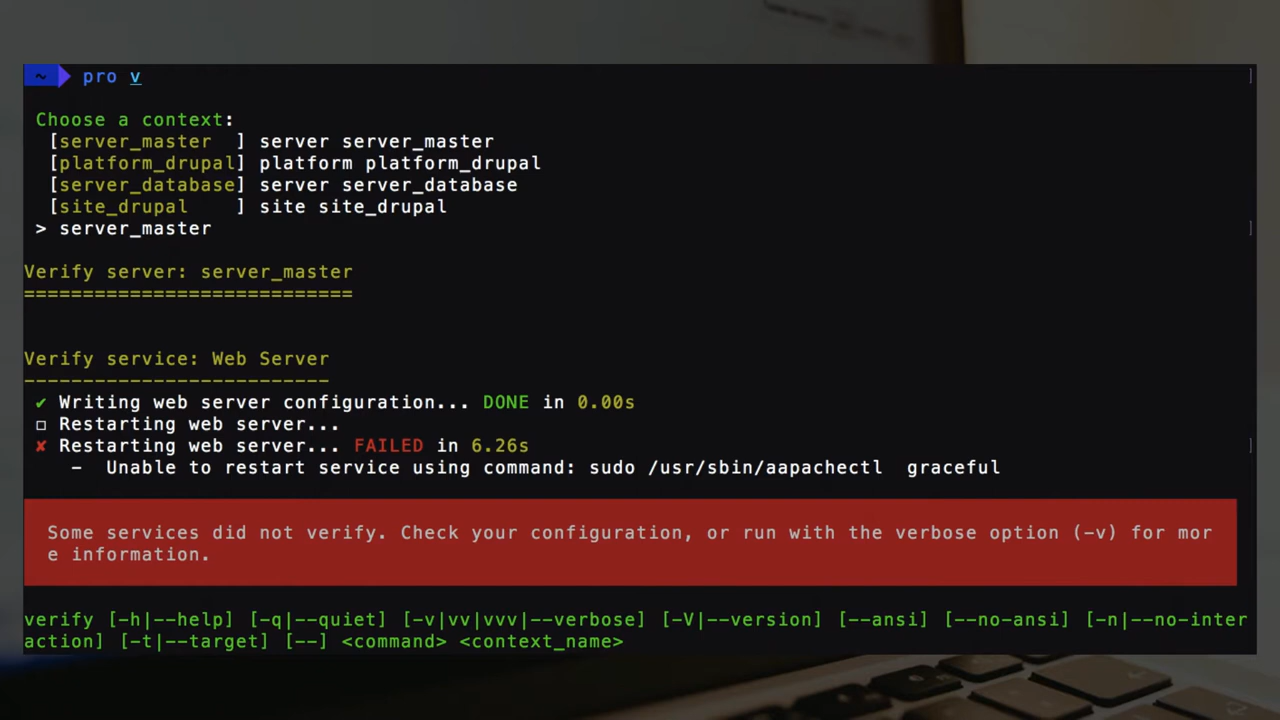 ~ pro v
Choose a context:
[server_master  ] server server_master
[platform_drupal] platform platform_drupal
[server_database] server server_database
[site_drupal    ] site site_drupal
> server_master
Verify server: server_master
============================
Verify service: Web Server
--------------------------
✔ Writing web server configuration... DONE in 0.00s
☐ Restarting web server...
✘ Restarting web server... FAILED in 6.26s
-  Unable to restart service using command: sudo /usr/sbin/aapachectl  graceful
Some services did not verify. Check your configuration, or run with the verbose option (-v) for mor
e information.
verify [-h|--help] [-q|--quiet] [-v|vv|vvv|--verbose] [-V|--version] [--ansi] [--no-ansi] [-n|--no-inter
action] [-t|--target] [--] <command> <context_name>